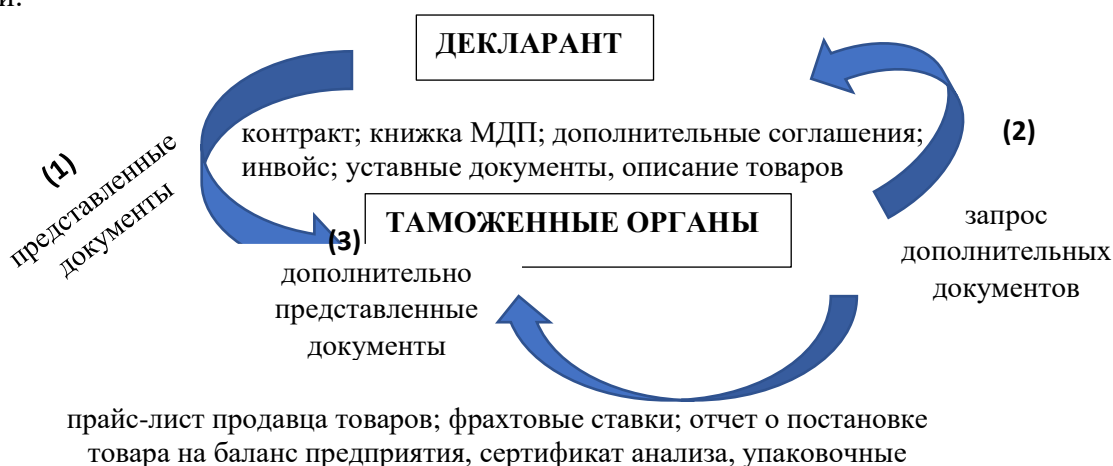 и.
ДЕКЛАРАНТ
(1)
представленные
документы
контракт; книжка МДП; дополнительные соглашения;
инвойс; уставные документы, описание товаров
(2)
запрос
дополнительных
документов
ТАМОЖЕННЫЕ ОРГАНЫ
(3)
дополнительно
представленные
документы
прайс-лист продавца товаров; фрахтовые ставки; отчет о постановке
товара на баланс предприятия, сертификат анализа, упаковочные